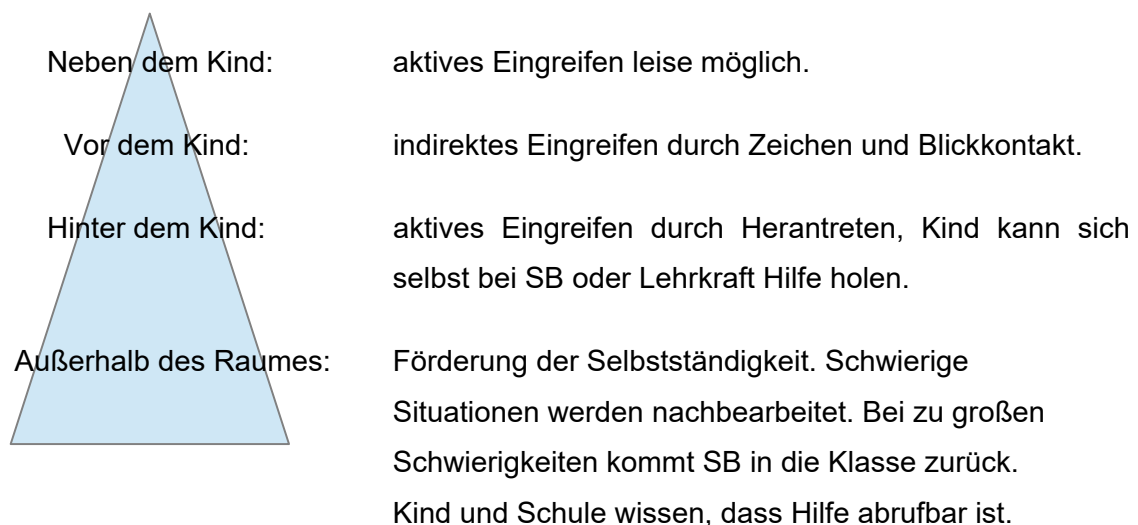 Neben dem Kind: aktives Eingreifen leise möglich.
Vor dem Kind: indirektes Eingreifen durch Zeichen und Blickkontakt.
Hinter dem Kind: aktives Eingreifen durch Herantreten, Kind kann sich
selbst bei SB oder Lehrkraft Hilfe holen.
Außerhalb des Raumes: Förderung der Selbstständigkeit. Schwierige
Situationen werden nachbearbeitet. Bei zu großen
Schwierigkeiten kommt SB in die Klasse zurück.
Kind und Schule wissen, dass Hilfe abrufbar ist.